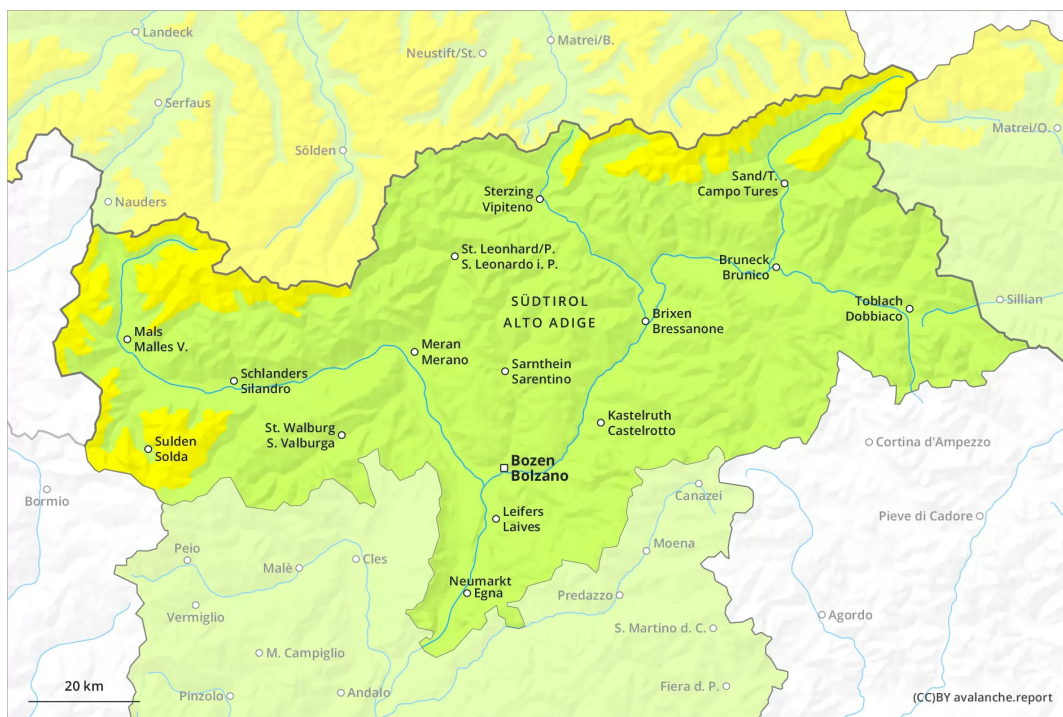 Landeck
Matrei/B.
Neustift/St.
Serfaus
Matrei/O.
Sölden
Sand/T.
Campo Tures
Nauders
Sterzing
Vipiteno
St. Leonhard/P.
S. Leonardo i. P.
Bruneck
Brunico
SÜDTIROL
ALTO ADIGE
Toblach
Dobbiaco
Sillian
Brixen
Bressanone
Mals
Malles V.
Meran
Merano
Sarnthein
Sarentino
Schlanders
Silandro
Kastelruth
Castelrotto
St. Walburg
S. Valburga
Sulden
Solda
Cortina d'Ampezzo
Bozen
Bolzano
Bormio
Canazei
Leifers
Laives
Pieve di Cadore
Moena
Peio
Cles
Malè
Neumarkt
Egna
Predazzo
Vermiglio
Agordo
S. Martino d. C.
M. Campiglio
20 km
Pinzolo
Andalo
Fiera d. P.
(CC)BY avalanche.report